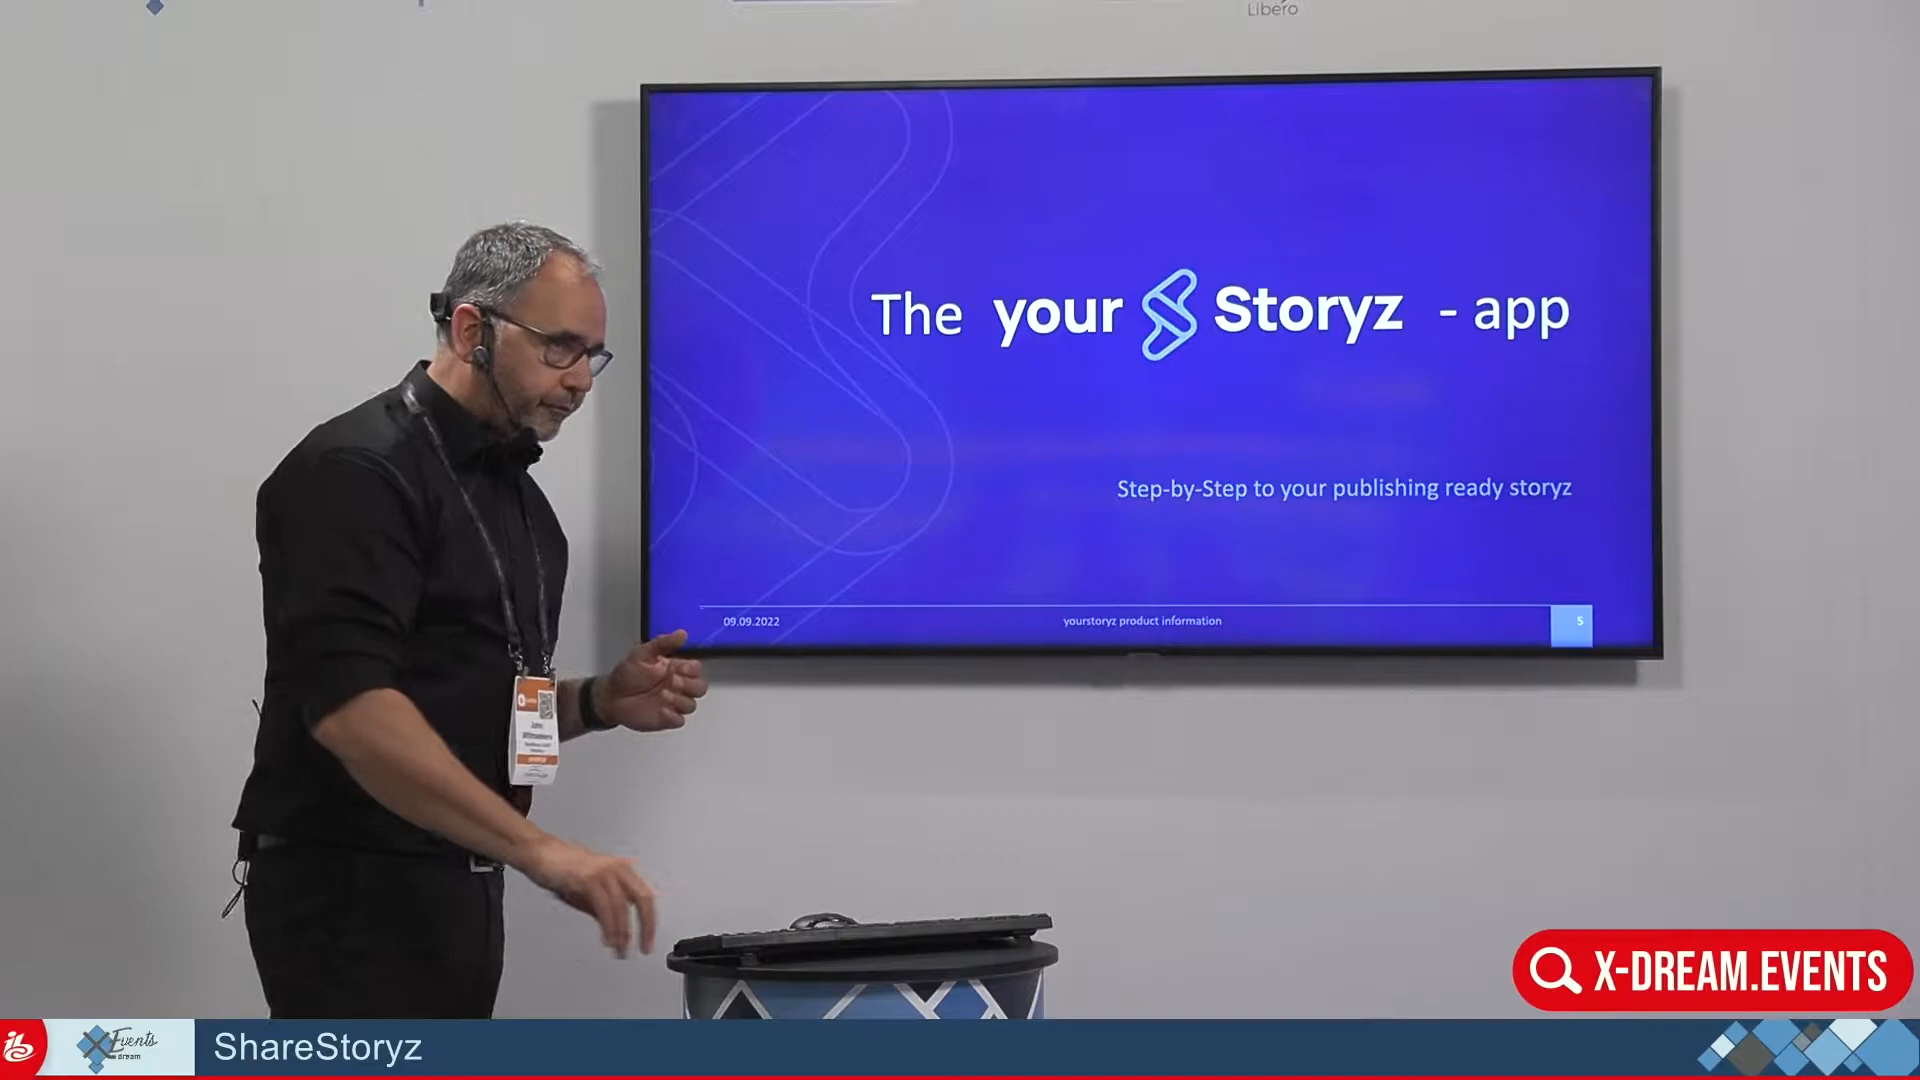 Libero
The your Storyz - app
Step-by-Step to your publishing ready storyz
09.09.2022 yourstoryz product information 5
X-DREAM.EVENTS
Events
dream
ShareStoryz